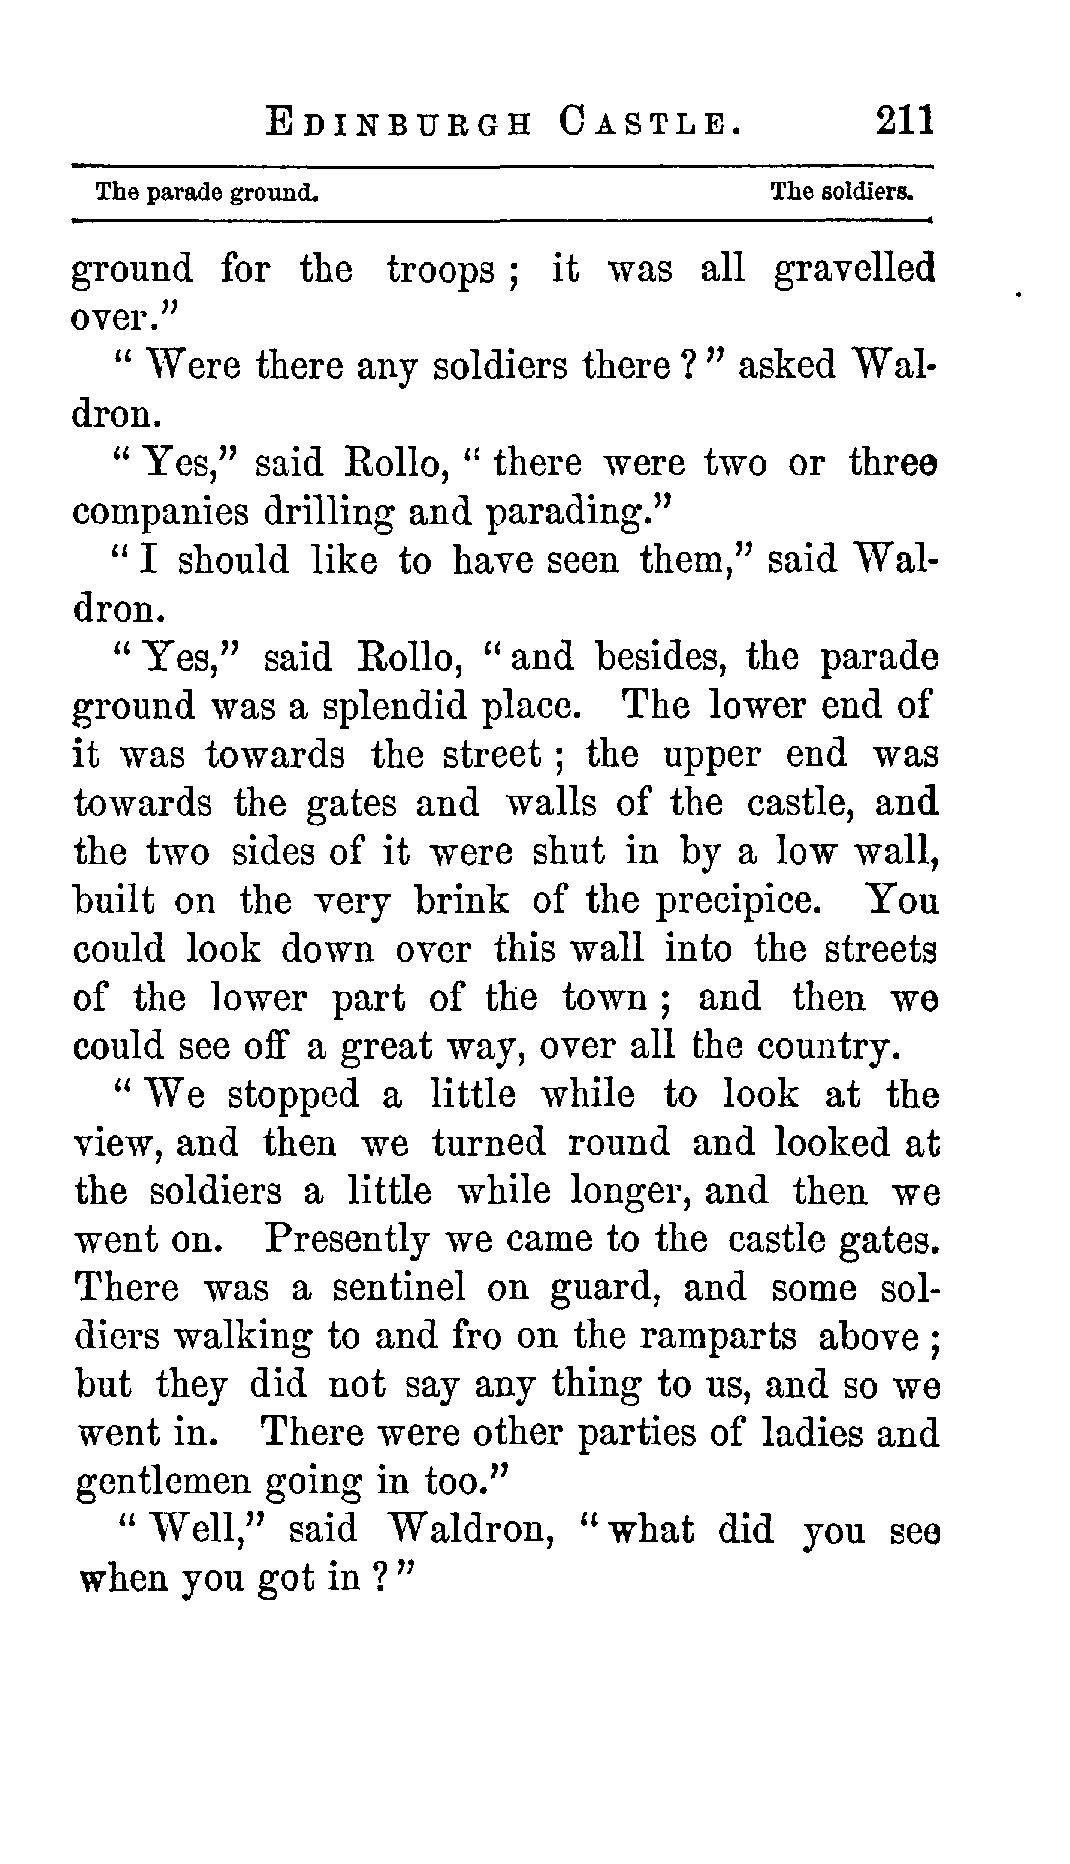 EDINBURGH CASTLE. 211
The parade ground. The soldiers.
ground for the troops ; it was all gravelled
over."
" Were there any soldiers there ? " asked Wal-
dron.
" Yes," said Rollo, " there were two or three
companies drilling and parading."
" I should like to have seen them," said Wal-
dron.
" Yes," said Rollo, " and besides, the parade
ground was a splendid place. The lower end of
it was towards the street ; the upper end was
towards the gates and walls of the castle, and
the two sides of it were shut in by a low wall,
built on the very brink of the precipice. You
could look down over this wall into the streets
of the lower part of the town ; and then we
could see off a great way, over all the country.
" We stopped a little while to look at the
view, and then we turned round and looked at
the soldiers a little while longer, and then we
went on. Presently we came to the castle gates.
There was a sentinel on guard, and some sol-
diers walking to and fro on the ramparts above ;
but they did not say any thing to us, and so we
went in. There were other parties of ladies and
gentlemen going in too."
" Well," said Waldron, " what did you see
when you got in ? "